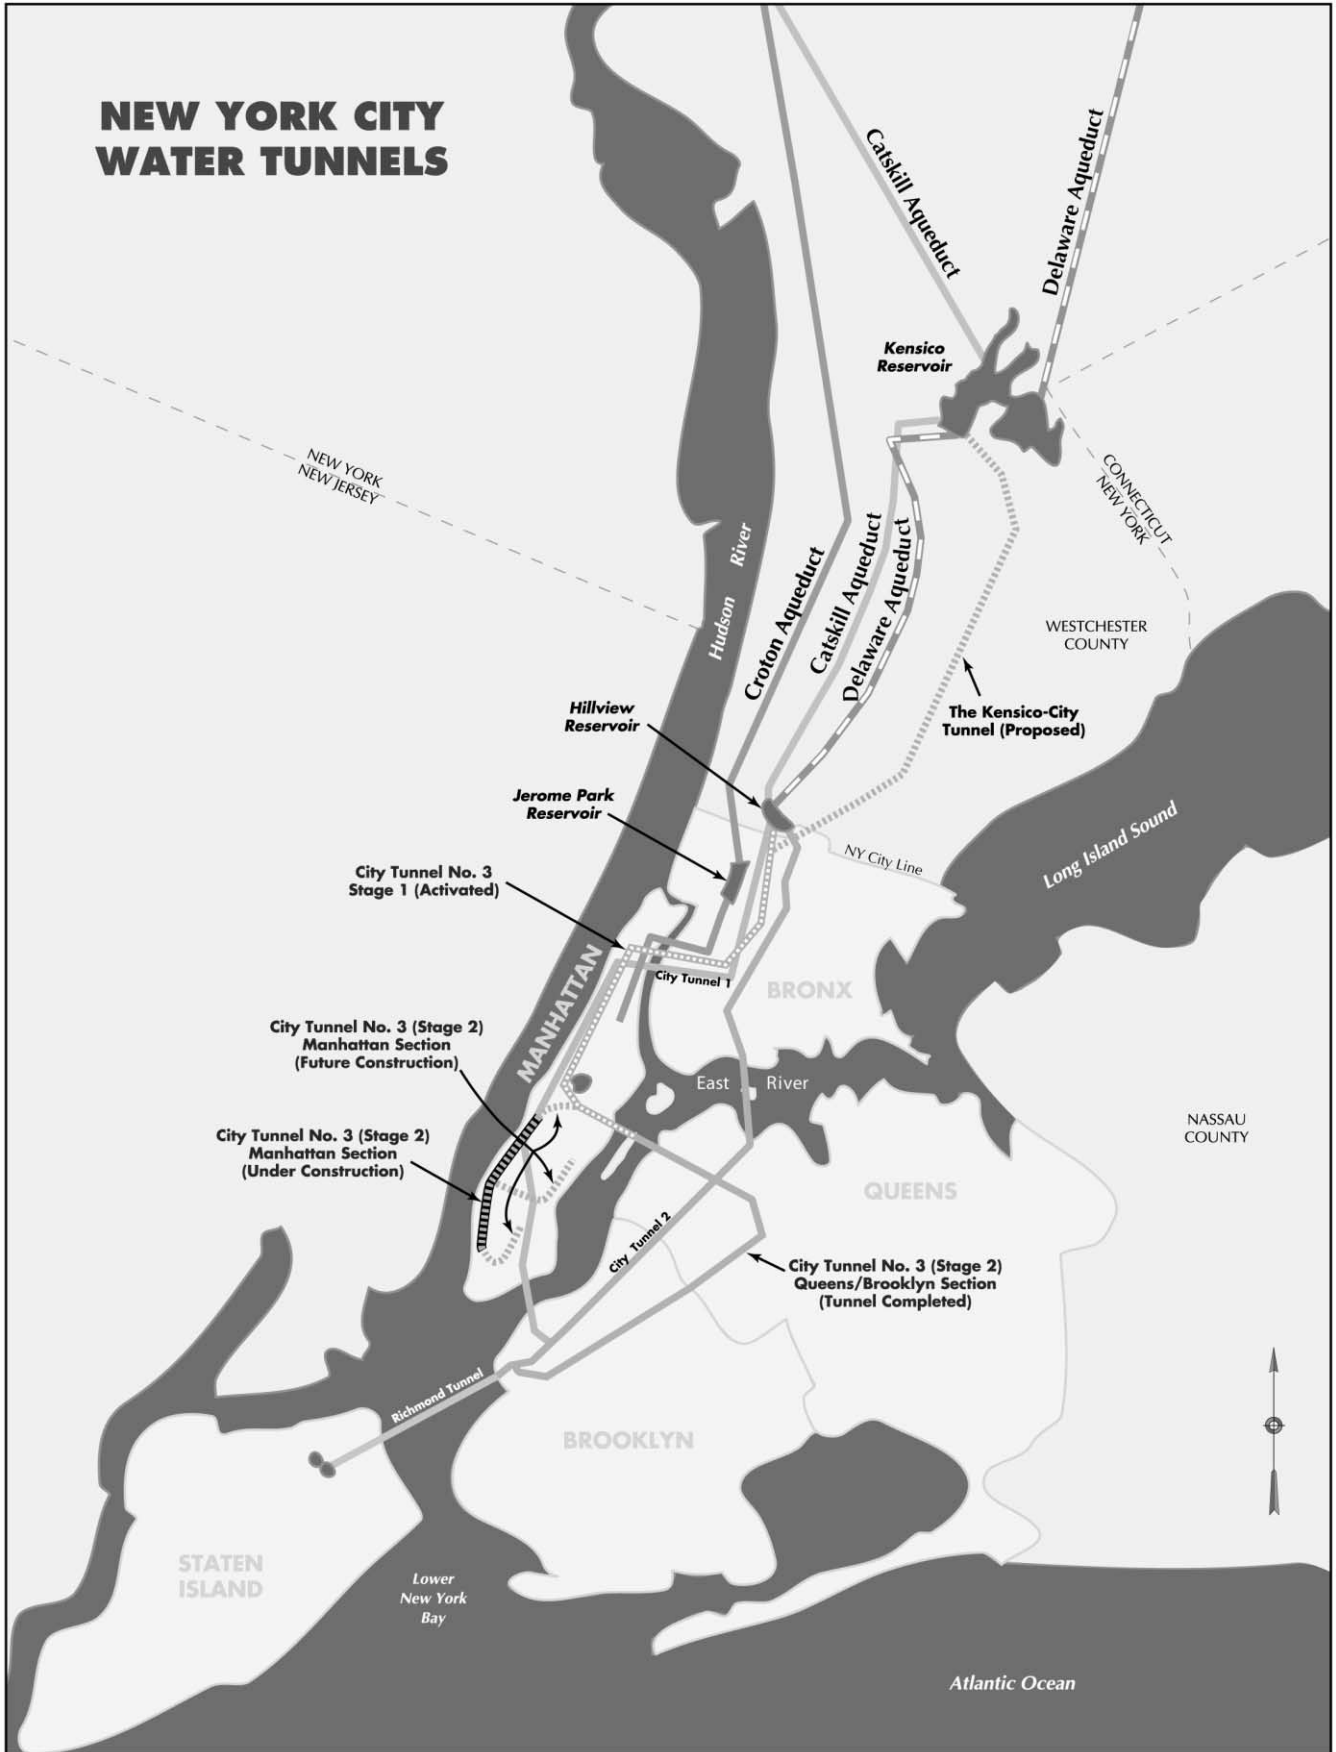 NEW YORK CITY
WATER TUNNELS
Catskill Aqueduct
Delaware Aqueduct
Kensico
Reservoir
NEW YORK
NEW JERSEY
CONNECTICUT
NEW YORK
Hudson River
Croton Aqueduct
Catskill Aqueduct
Delaware Aqueduct
WESTCHESTER
COUNTY
The Kensico-City
Tunnel (Proposed)
Hillview
Reservoir
Jerome Park
Reservoir
Long Island Sound
NY City Line
City Tunnel No. 3
Stage 1 (Activated)
MANHATTAN
City Tunnel 1
BRONX
City Tunnel No. 3 (Stage 2)
Manhattan Section
(Future Construction)
East River
NASSAU
COUNTY
City Tunnel No. 3 (Stage 2)
Manhattan Section
(Under Construction)
QUEENS
City Tunnel 2
City Tunnel No. 3 (Stage 2)
Queens/Brooklyn Section
(Tunnel Completed)
Richmond Tunnel
BROOKLYN
STATEN
ISLAND
Lower
New York
Bay
Atlantic Ocean